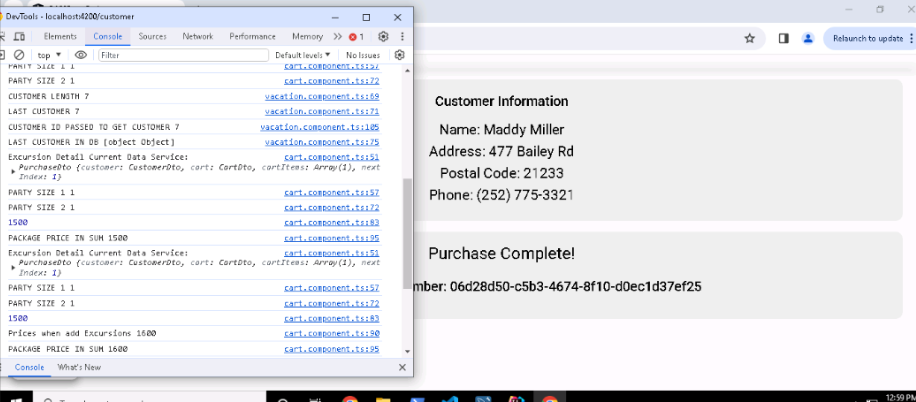 DevTools - localhost:4200/customer
Elements Console Sources Network Performance Memory 1
top Filter Default levels No Issues
PARTY SIZE 1 1 cart.component.ts:57
PARTY SIZE 2 1 cart.component.ts:72
CUSTOMER LENGTH 7 vacation.component.ts:69
LAST CUSTOMER 7 vacation.component.ts:71
CUSTOMER ID PASSED TO GET CUSTOMER 7 vacation.component.ts:105
LAST CUSTOMER IN DB [object Object] vacation.component.ts:75
Excursion Detail Current Data Service: cart.component.ts:51
PurchaseDto {customer: CustomerDto, cart: CartDto, cartItems: Array(1), next
Index: 1}
PARTY SIZE 1 1 cart.component.ts:57
PARTY SIZE 2 1 cart.component.ts:72
1500 cart.component.ts:83
PACKAGE PRICE IN SUM 1500 cart.component.ts:95
Excursion Detail Current Data Service: cart.component.ts:51
PurchaseDto {customer: CustomerDto, cart: CartDto, cartItems: Array(1), next
Index: 1}
PARTY SIZE 1 1 cart.component.ts:57
PARTY SIZE 2 1 cart.component.ts:72
1500 cart.component.ts:83
Prices when add Excursions 1600 cart.component.ts:90
PACKAGE PRICE IN SUM 1600 cart.component.ts:95
Console What's New
Relaunch to update
Customer Information
Name: Maddy Miller
Address: 477 Bailey Rd
Postal Code: 21233
Phone: (252) 775-3321
Purchase Complete!
mber: 06d28d50-c5b3-4674-8f10-d0ec1d37ef25
12:59 PM